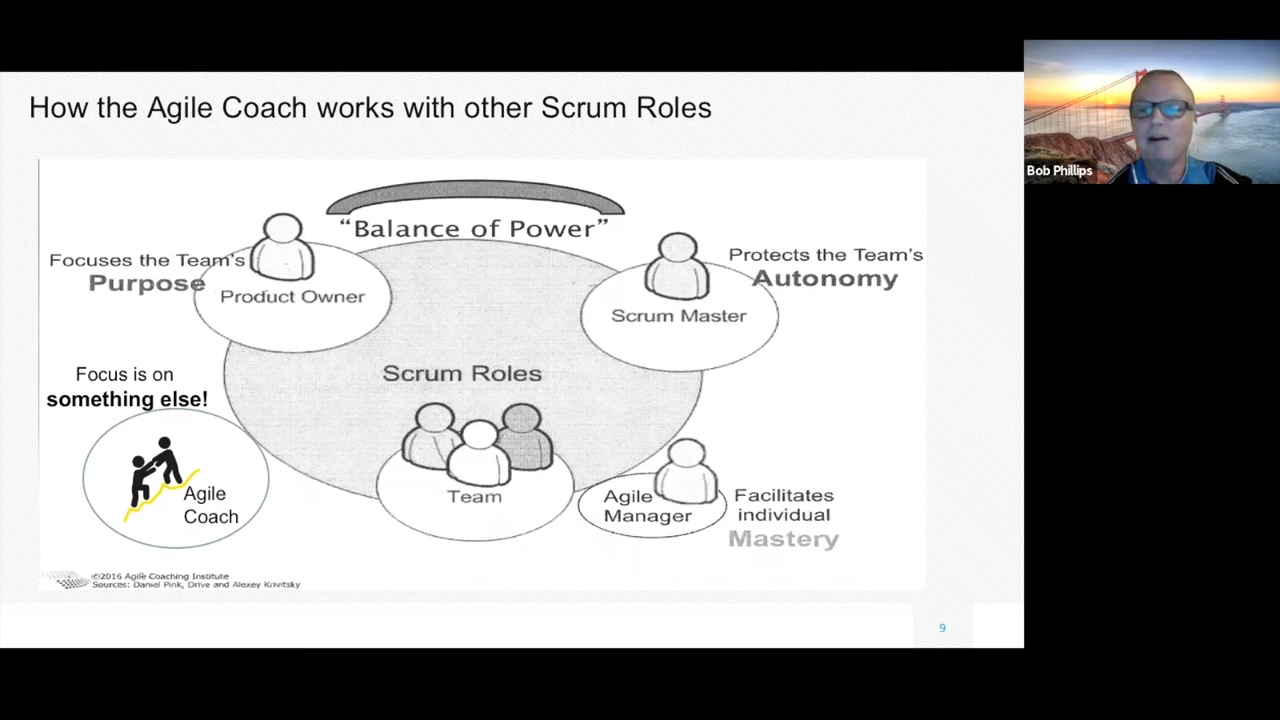 How the Agile Coach works with other Scrum Roles
Bob Phillips
“Balance of Power”
Focuses the Team's
Purpose
Product Owner
Protects the Team's
Autonomy
Scrum Master
Focus is on
something else!
Scrum Roles
Agile
Coach
Team
Agile
Manager
Facilitates
individual
Mastery
©2016 Agile Coaching Institute
Sources: Daniel Pink, Drive and Alexey Krivitsky
9